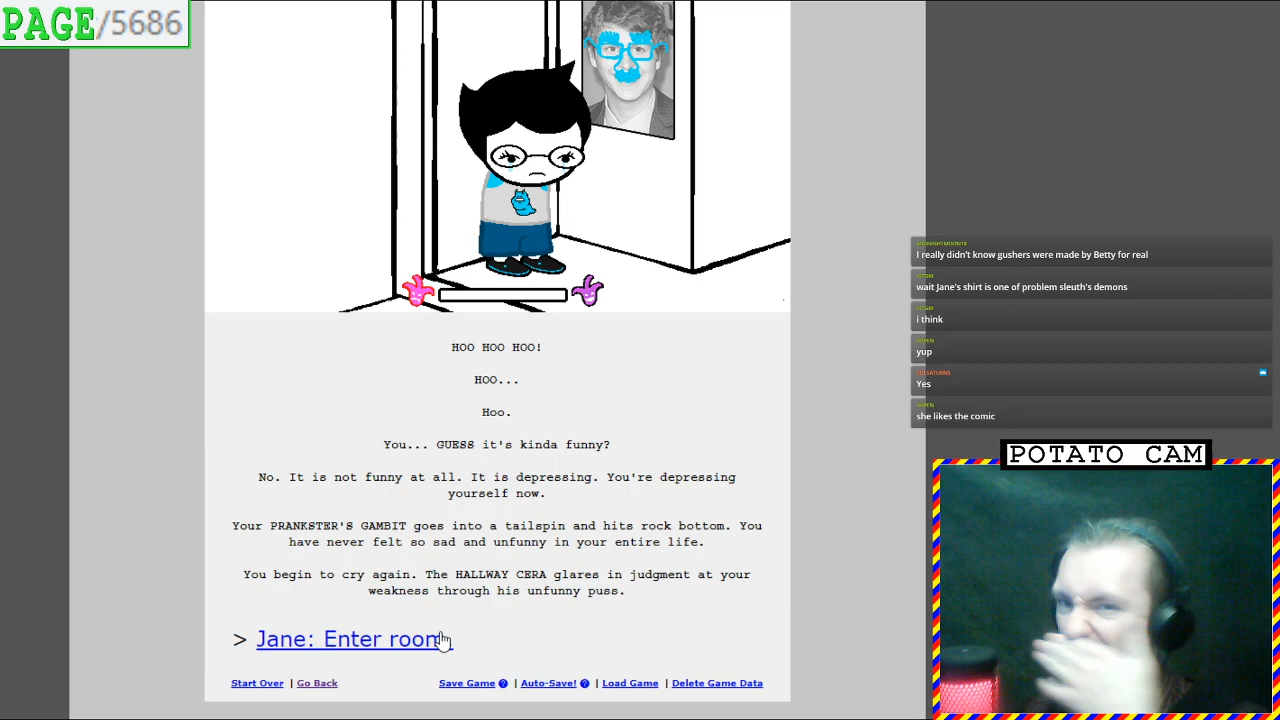 PAGE/5686
HOO HOO HOO!
HOO...
Hoo.
You... GUESS it's kinda funny?
No. It is not funny at all. It is depressing. You're depressing
yourself now.
Your PRANKSTER'S GAMBIT goes into a tailspin and hits rock bottom. You
have never felt so sad and unfunny in your entire life.
You begin to cry again. The HALLWAY CERA glares in judgment at your
weakness through his unfunny puss.
> Jane: Enter room.
Start Over | Go Back
Save Game ? | Auto-Save! ? | Load Game | Delete Game Data
I really didn't know gushers were made by Betty for real
wait Jane's shirt is one of problem sleuth's demons
i think
yup
Yes
she likes the comic
POTATO CAM